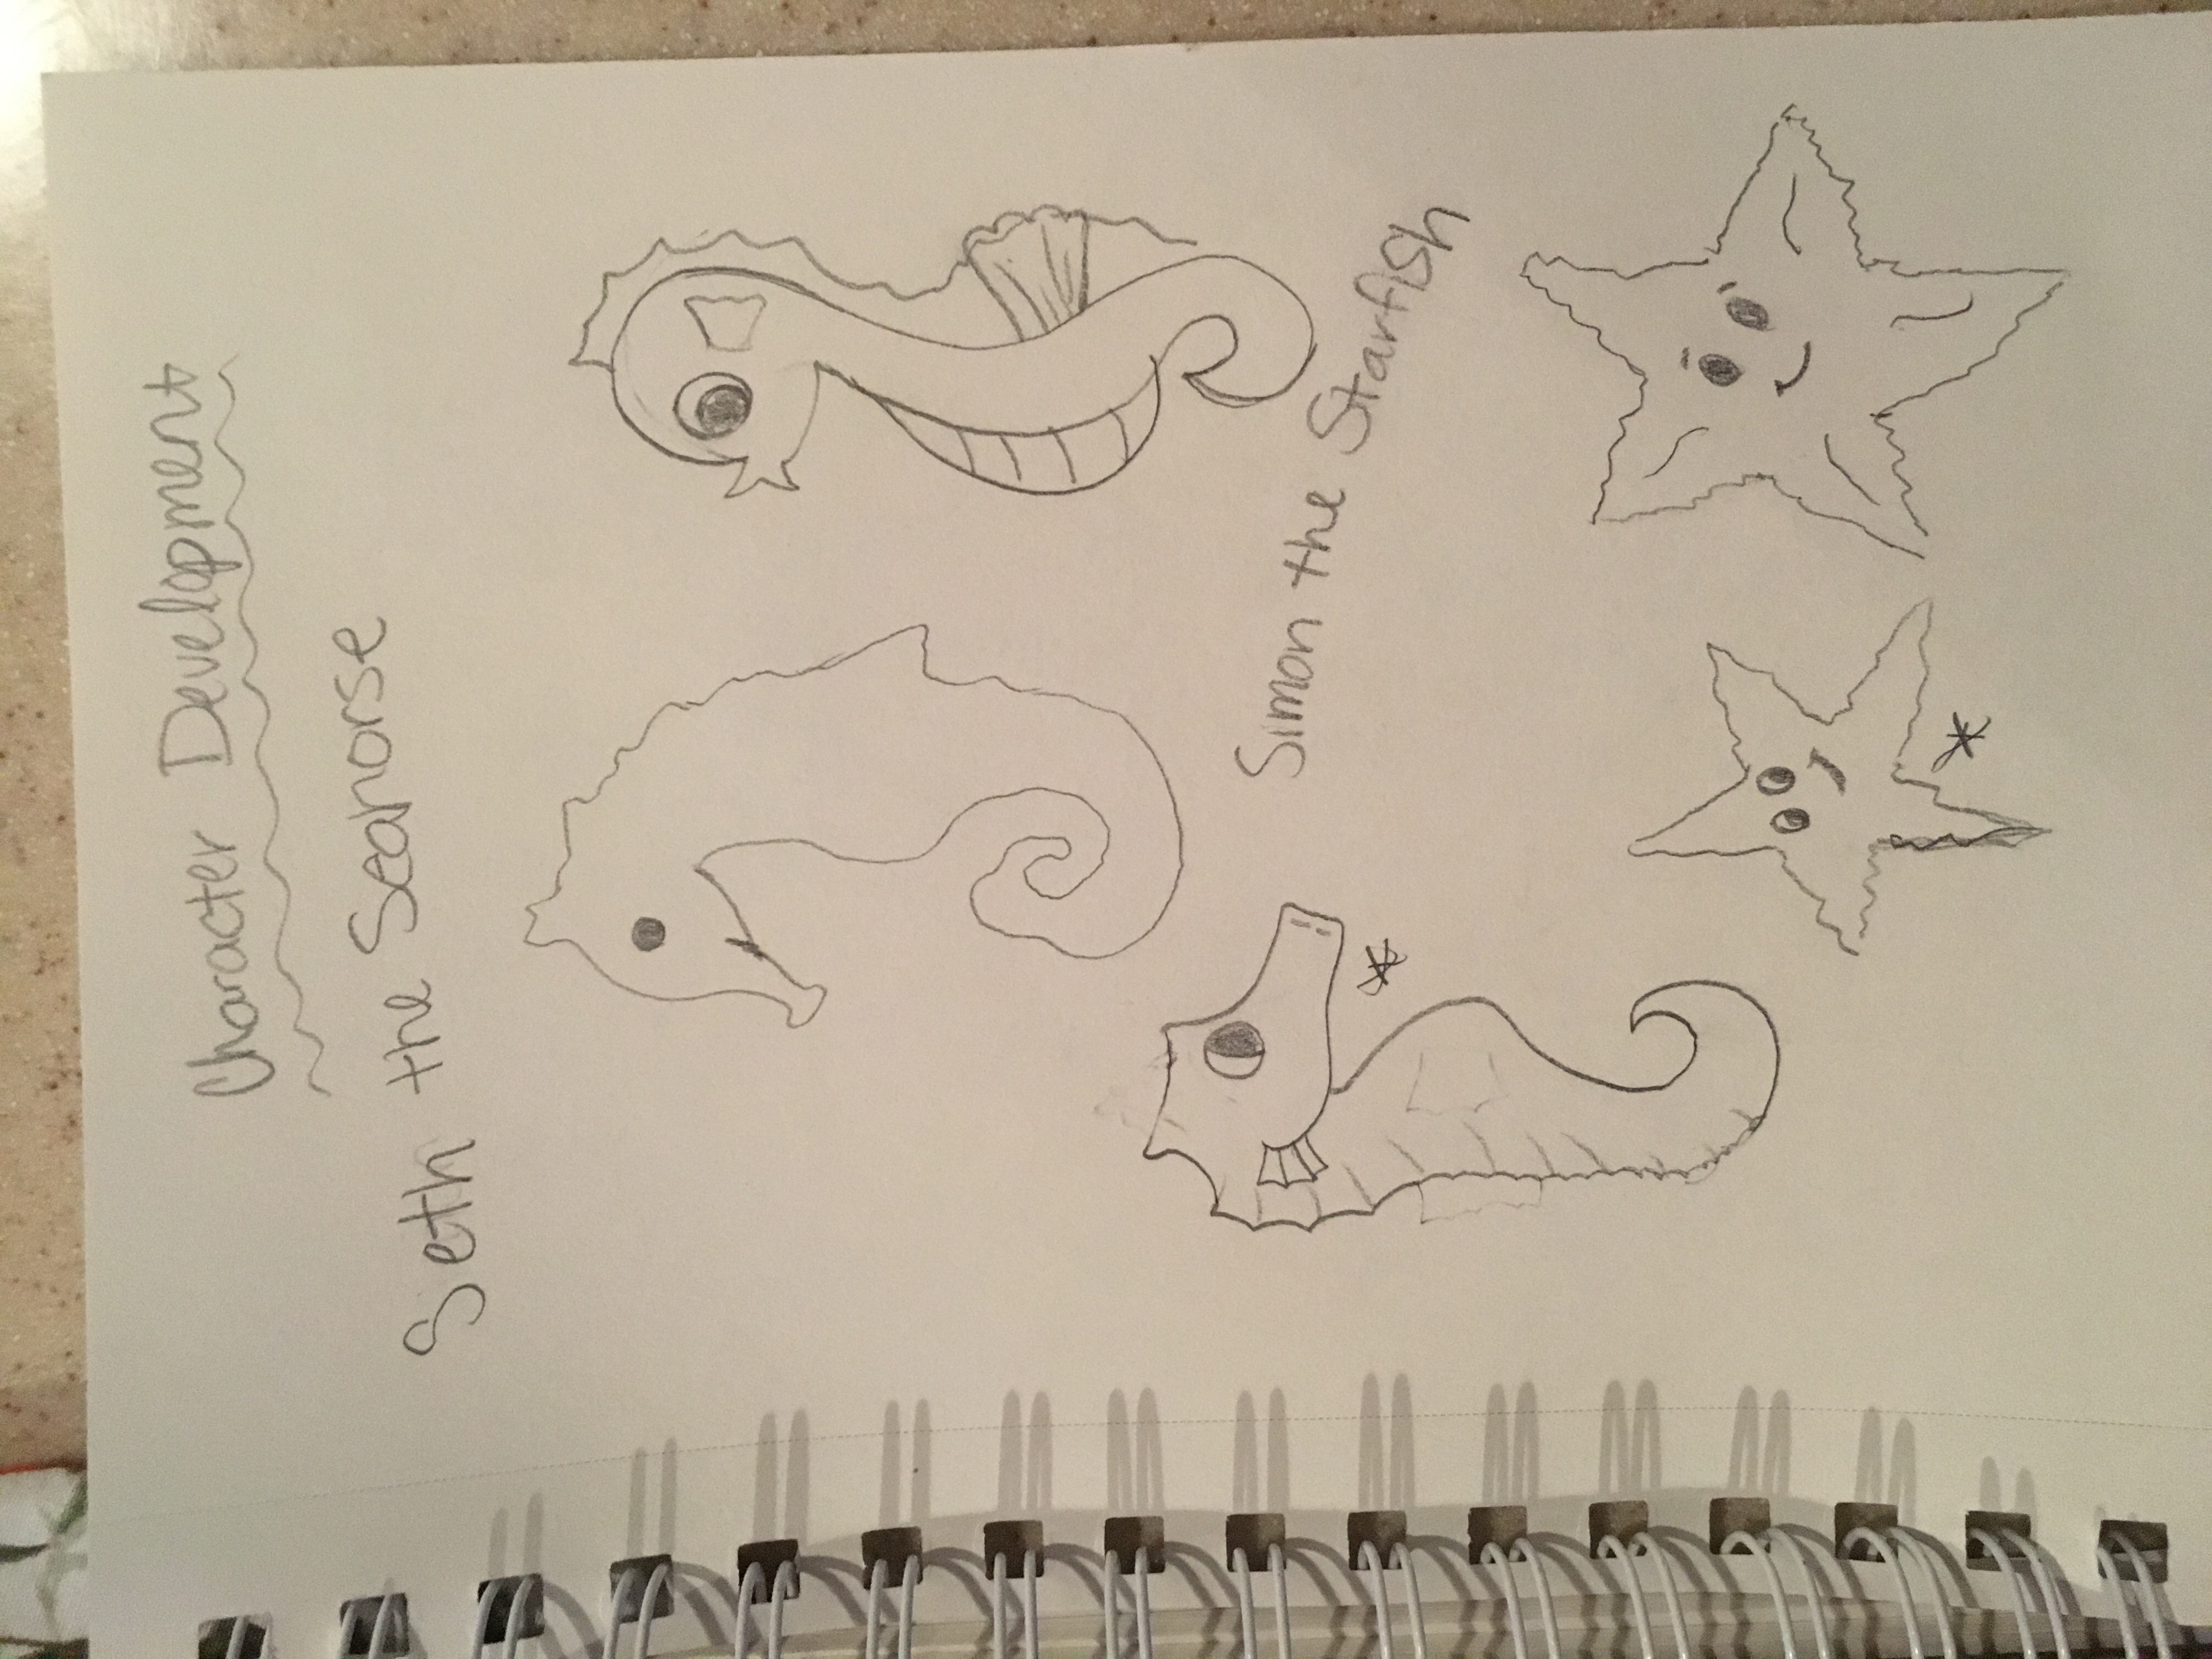 Character Development
Seth the Seahorse
Simon the Starfish